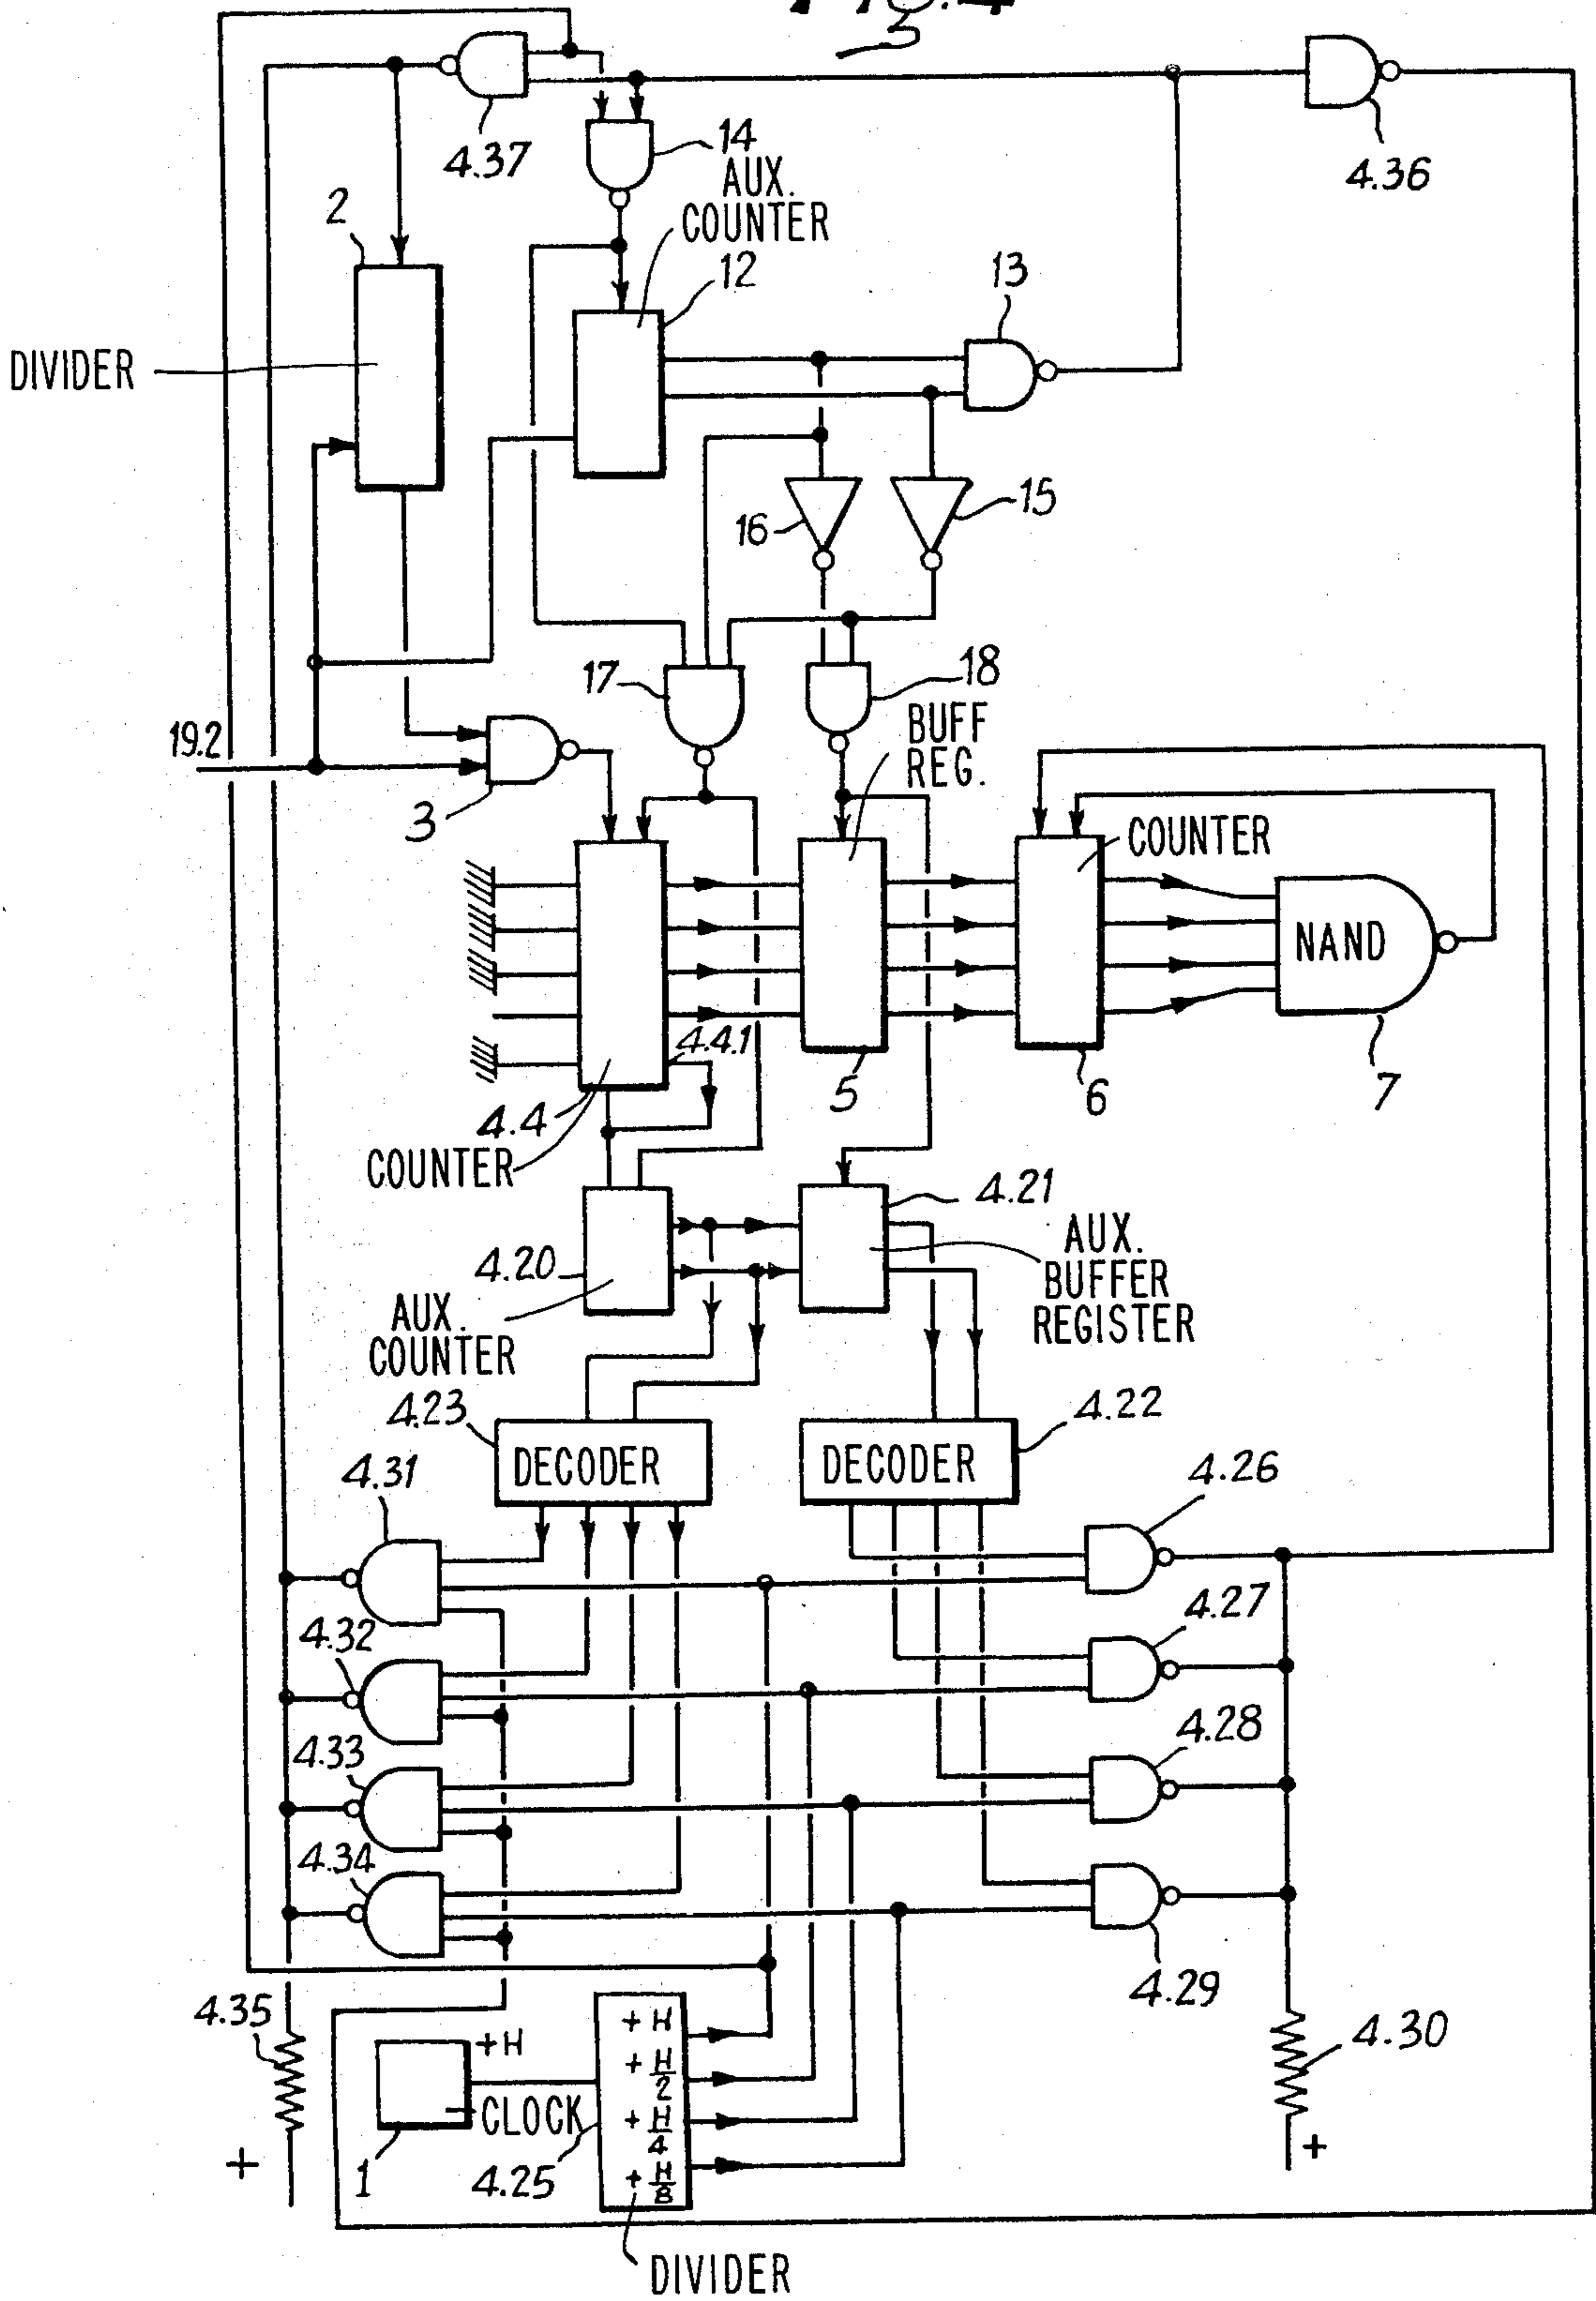 FIG. 4
4.37
4.36
14
AUX.
COUNTER
2
12
13
DIVIDER
16
15
17
18
19.2
BUFF
REG.
3
COUNTER
NAND
4.4.1
5
6
7
4.4
COUNTER
4.21
4.20
AUX.
BUFFER
REGISTER
AUX.
COUNTER
4.23
4.22
DECODER
DECODER
4.31
4.26
4.32
4.27
4.33
4.28
4.34
4.29
4.35
4.30
+H
+ H
+ H/2
CLOCK
+ H/4
+
1
4.25
+ H/8
+
DIVIDER